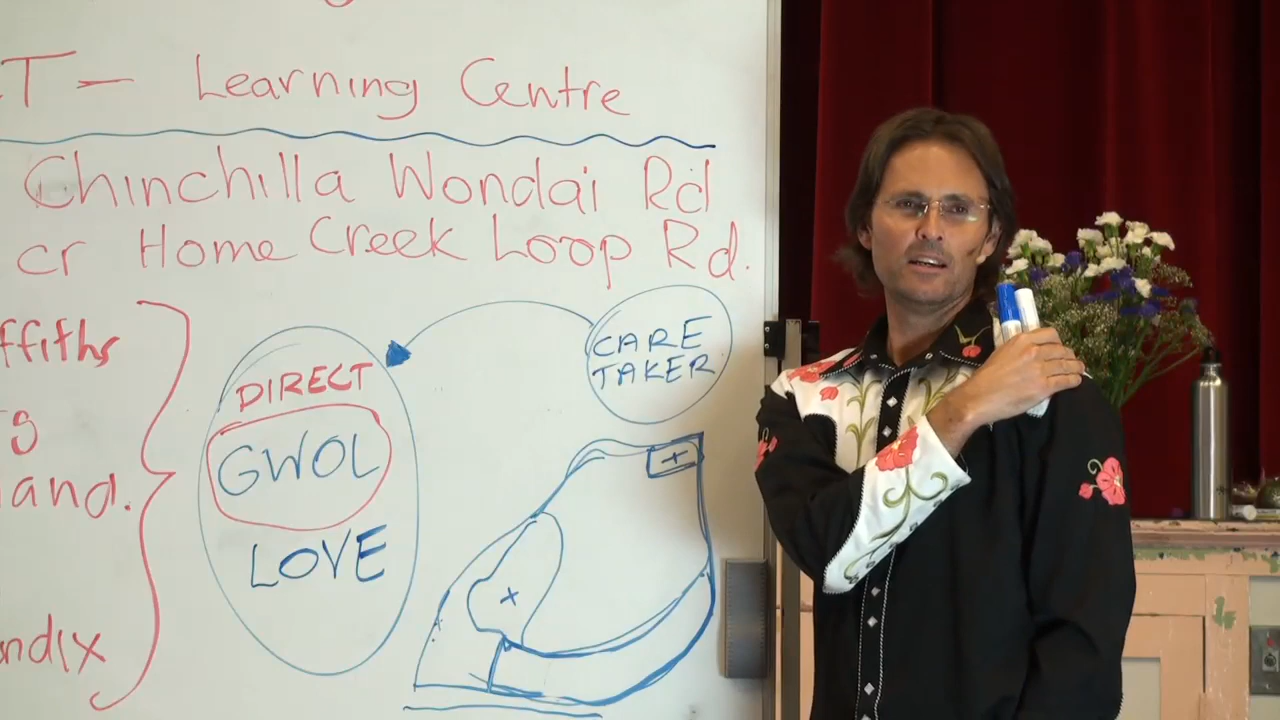 T - Learning Centre
Chinchilla Wondai Rd
cr Home Creek Loop Rd.
ffiths
CARE
TAKER
DIRECT
GWOL
and.
LOVE
ndix